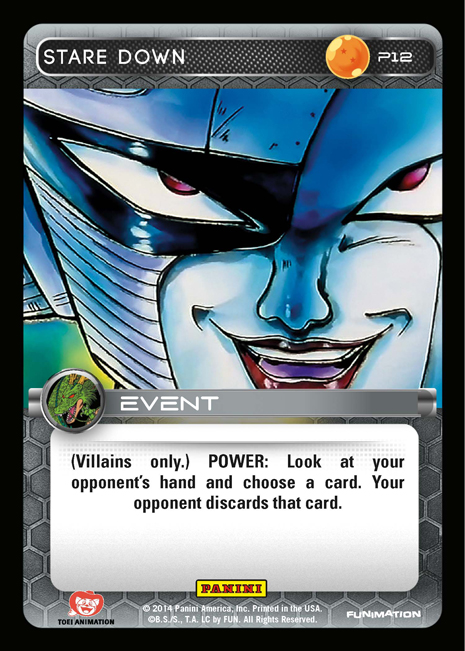 STARE DOWN P12
EVENT
(Villains only.) POWER: Look at your
opponent's hand and choose a card. Your
opponent discards that card.
PANINI
TOEI ANIMATION
© 2014 Panini America, Inc. Printed in the USA.
©B.S./S., T.A. LC by FUN. All Rights Reserved.
FUNIMATION